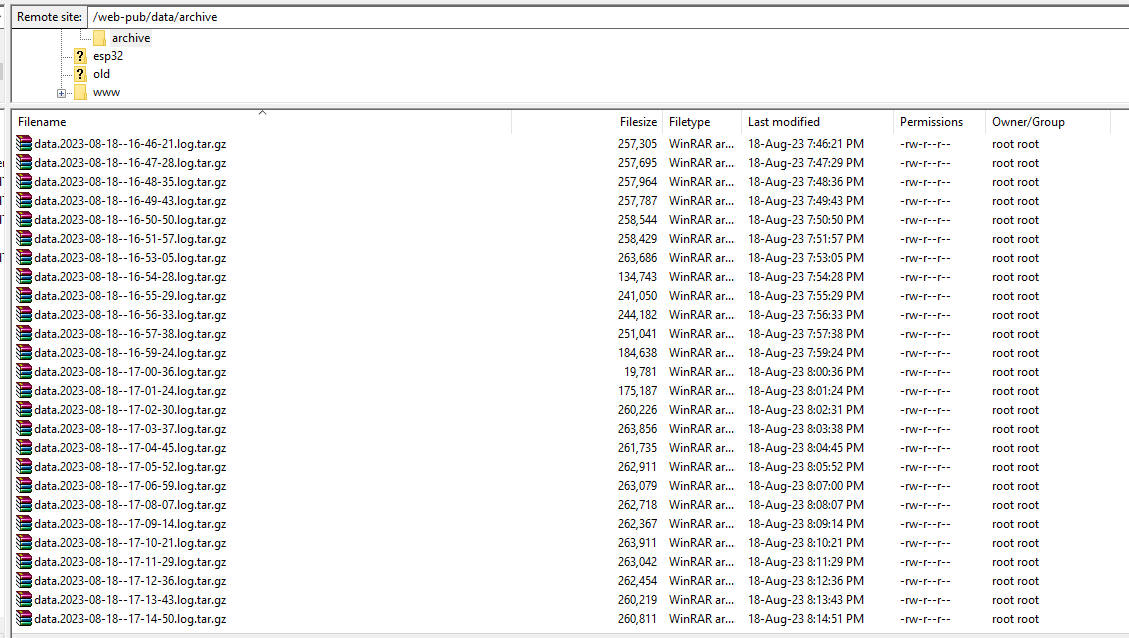 Remote site: /web-pub/data/archive
archive
esp32
old
www
Filename Filesize Filetype Last modified Permissions Owner/Group
data.2023-08-18--16-46-21.log.tar.gz 257,305 WinRAR ar... 18-Aug-23 7:46:21 PM -rw-r--r-- root root
data.2023-08-18--16-47-28.log.tar.gz 257,695 WinRAR ar... 18-Aug-23 7:47:29 PM -rw-r--r-- root root
data.2023-08-18--16-48-35.log.tar.gz 257,964 WinRAR ar... 18-Aug-23 7:48:36 PM -rw-r--r-- root root
data.2023-08-18--16-49-43.log.tar.gz 257,787 WinRAR ar... 18-Aug-23 7:49:43 PM -rw-r--r-- root root
data.2023-08-18--16-50-50.log.tar.gz 258,544 WinRAR ar... 18-Aug-23 7:50:50 PM -rw-r--r-- root root
data.2023-08-18--16-51-57.log.tar.gz 258,429 WinRAR ar... 18-Aug-23 7:51:57 PM -rw-r--r-- root root
data.2023-08-18--16-53-05.log.tar.gz 263,686 WinRAR ar... 18-Aug-23 7:53:05 PM -rw-r--r-- root root
data.2023-08-18--16-54-28.log.tar.gz 134,743 WinRAR ar... 18-Aug-23 7:54:28 PM -rw-r--r-- root root
data.2023-08-18--16-55-29.log.tar.gz 241,050 WinRAR ar... 18-Aug-23 7:55:29 PM -rw-r--r-- root root
data.2023-08-18--16-56-33.log.tar.gz 244,182 WinRAR ar... 18-Aug-23 7:56:33 PM -rw-r--r-- root root
data.2023-08-18--16-57-38.log.tar.gz 251,041 WinRAR ar... 18-Aug-23 7:57:38 PM -rw-r--r-- root root
data.2023-08-18--16-59-24.log.tar.gz 184,638 WinRAR ar... 18-Aug-23 7:59:24 PM -rw-r--r-- root root
data.2023-08-18--17-00-36.log.tar.gz 19,781 WinRAR ar... 18-Aug-23 8:00:36 PM -rw-r--r-- root root
data.2023-08-18--17-01-24.log.tar.gz 175,187 WinRAR ar... 18-Aug-23 8:01:24 PM -rw-r--r-- root root
data.2023-08-18--17-02-30.log.tar.gz 260,226 WinRAR ar... 18-Aug-23 8:02:31 PM -rw-r--r-- root root
data.2023-08-18--17-03-37.log.tar.gz 263,856 WinRAR ar... 18-Aug-23 8:03:38 PM -rw-r--r-- root root
data.2023-08-18--17-04-45.log.tar.gz 261,735 WinRAR ar... 18-Aug-23 8:04:45 PM -rw-r--r-- root root
data.2023-08-18--17-05-52.log.tar.gz 262,911 WinRAR ar... 18-Aug-23 8:05:52 PM -rw-r--r-- root root
data.2023-08-18--17-06-59.log.tar.gz 263,079 WinRAR ar... 18-Aug-23 8:07:00 PM -rw-r--r-- root root
data.2023-08-18--17-08-07.log.tar.gz 262,718 WinRAR ar... 18-Aug-23 8:08:07 PM -rw-r--r-- root root
data.2023-08-18--17-09-14.log.tar.gz 262,367 WinRAR ar... 18-Aug-23 8:09:14 PM -rw-r--r-- root root
data.2023-08-18--17-10-21.log.tar.gz 263,911 WinRAR ar... 18-Aug-23 8:10:21 PM -rw-r--r-- root root
data.2023-08-18--17-11-29.log.tar.gz 263,042 WinRAR ar... 18-Aug-23 8:11:29 PM -rw-r--r-- root root
data.2023-08-18--17-12-36.log.tar.gz 262,454 WinRAR ar... 18-Aug-23 8:12:36 PM -rw-r--r-- root root
data.2023-08-18--17-13-43.log.tar.gz 260,219 WinRAR ar... 18-Aug-23 8:13:43 PM -rw-r--r-- root root
data.2023-08-18--17-14-50.log.tar.gz 260,811 WinRAR ar... 18-Aug-23 8:14:51 PM -rw-r--r-- root root